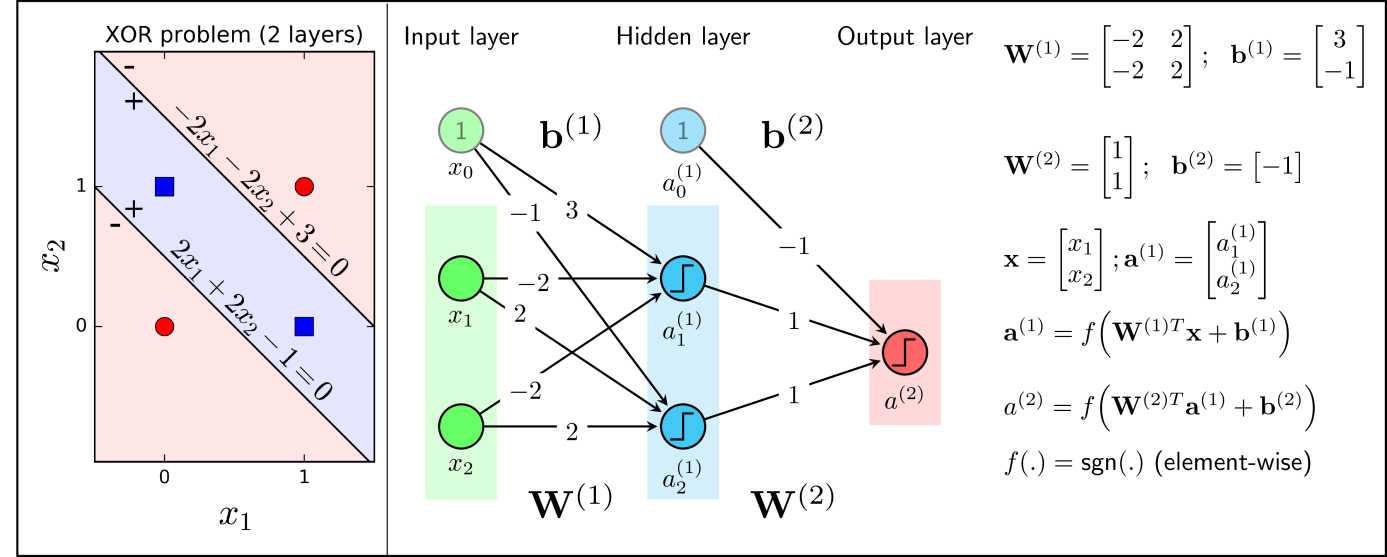 XOR problem (2 layers)
-
+
−2x₁ − 2x₂ + 3 = 0
+
-
2x₁ + 2x₂ − 1 = 0
1
0
x₂
0 1
x₁
Input layer Hidden layer Output layer
1 b⁽¹⁾ 1 b⁽²⁾
x₀ a₀⁽¹⁾
−1 3
−1
−2
x₁ 2 a₁⁽¹⁾ 1
−2 1 a⁽²⁾
2
x₂ a₂⁽¹⁾
W⁽¹⁾ W⁽²⁾
W⁽¹⁾ = [−2 2; −2 2]; b⁽¹⁾ = [3; −1]
W⁽²⁾ = [1; 1]; b⁽²⁾ = [−1]
x = [x₁; x₂]; a⁽¹⁾ = [a₁⁽¹⁾; a₂⁽¹⁾]
a⁽¹⁾ = f(W⁽¹⁾ᵀx + b⁽¹⁾)
a⁽²⁾ = f(W⁽²⁾ᵀa⁽¹⁾ + b⁽²⁾)
f(.) = sgn(.) (element-wise)